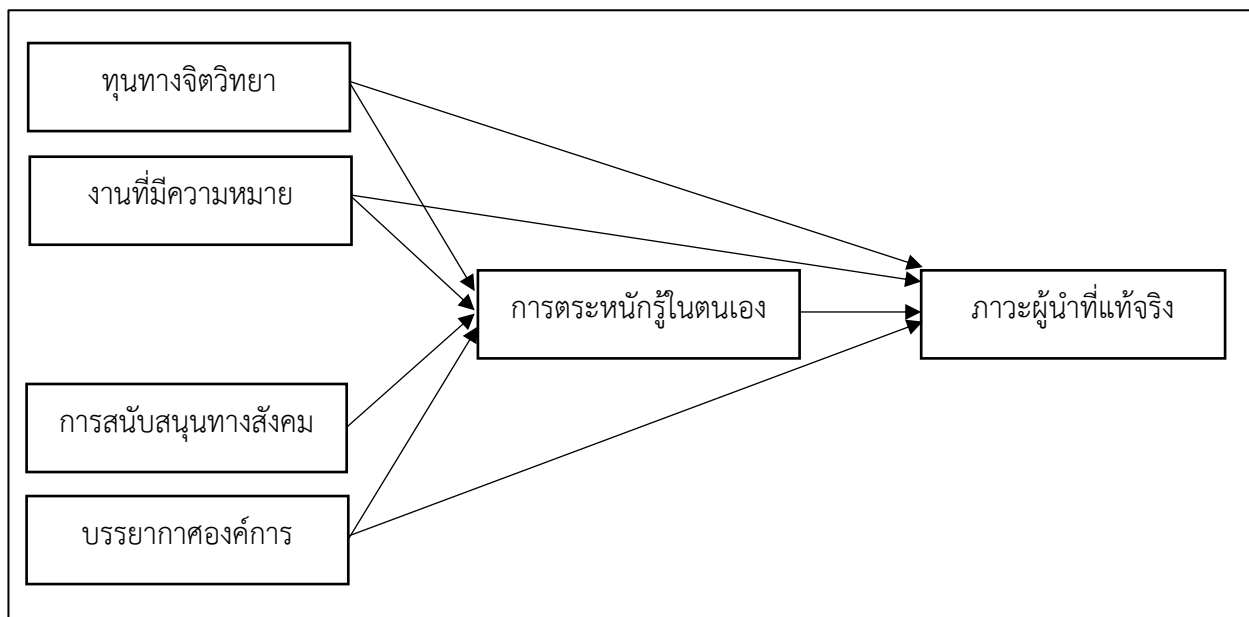 ทุนทางจิตวิทยา
งานที่มีความหมาย
การตระหนักรู้ในตนเอง
ภาวะผู้นำที่แท้จริง
การสนับสนุนทางสังคม
บรรยากาศองค์การ